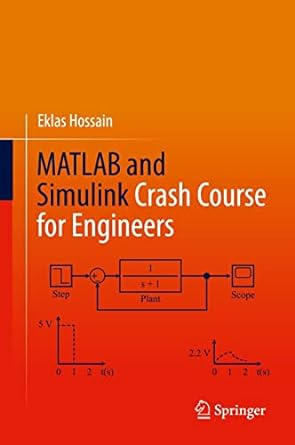 Eklas Hossain
MATLAB and
Simulink Crash Course
for Engineers
1
s + 1
Step
Plant
Scope
5 V
2.2 V
0 1 2 t(s)
0 1 2 t(s)
Springer